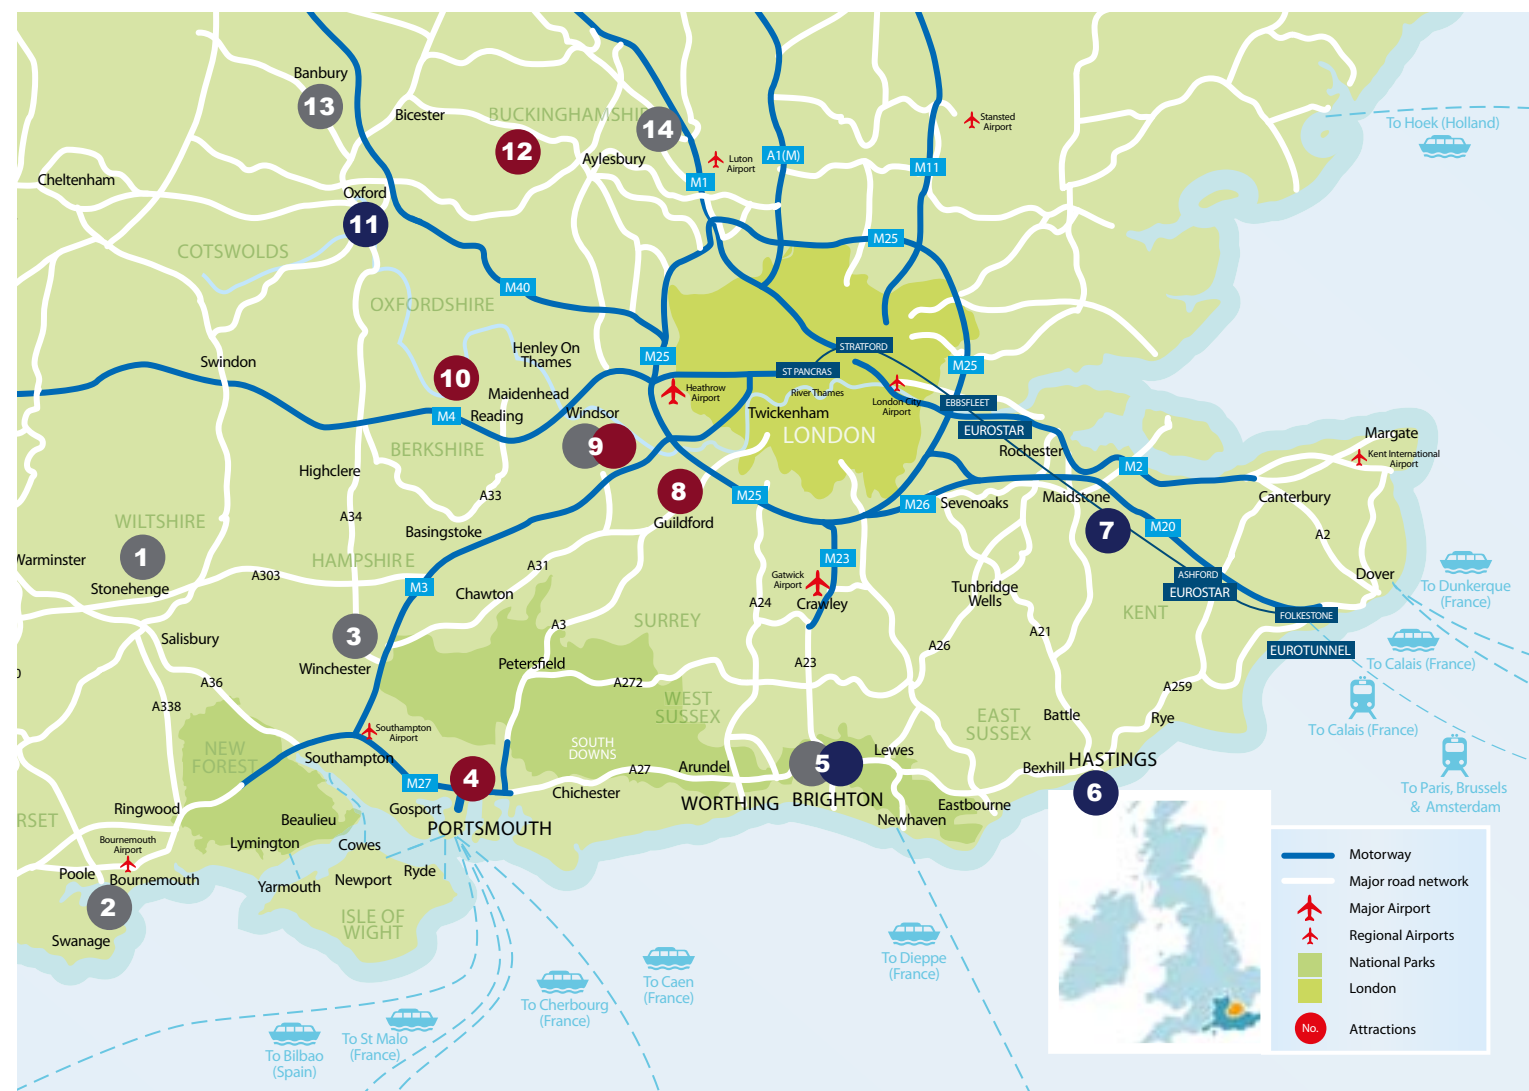 Banbury
13
Bicester
BUCKINGHAMSHI
14
Stansted
Airport
To Hoek (Holland)
12
Aylesbury
Luton
Airport
A1(M)
M11
M1
Cheltenham
Oxford
11
COTSWOLDS
M25
M40
OXFORDSHIRE
Swindon
Henley On
Thames
M25
STRATFORD
ST PANCRAS
M25
10
Maidenhead
Heathrow
Airport
River Thames
London City
Airport
EBBSFLEET
M4
Reading
Windsor
Twickenham
EUROSTAR
LONDON
9
BERKSHIRE
Rochester
Margate
Kent International
Airport
M2
Highclere
A33
8
M25
M26
Sevenoaks
Maidstone
Canterbury
A34
Guildford
WILTSHIRE
Basingstoke
7
M20
A2
1
Warminster
HAMPSHIRE
A31
M23
Stonehenge
A303
M3
Chawton
Gatwick
Airport
Crawley
A24
Tunbridge
Wells
ASHFORD
EUROSTAR
Dover
To Dunkerque
(France)
KENT
FOLKESTONE
3
A3
SURREY
A21
A26
EUROTUNNEL
To Calais (France)
Salisbury
Winchester
Petersfield
A23
A36
A272
A259
A338
WEST
SUSSEX
EAST
SUSSEX
Battle
Rye
To Calais (France)
Southampton
Airport
NEW
FOREST
SOUTH
DOWNS
Southampton
Lewes
A27
Arundel
5
Bexhill
HASTINGS
M27
4
Chichester
WORTHING
BRIGHTON
6
To Paris, Brussels
& Amsterdam
Ringwood
Gosport
Eastbourne
RSET
Beaulieu
PORTSMOUTH
Newhaven
Bournemouth
Airport
Lymington
Cowes
Poole
Bournemouth
Yarmouth
Newport
Ryde
2
ISLE OF
WIGHT
Swanage
To Dieppe
(France)
To Caen
(France)
To Cherbourg
(France)
To St Malo
(France)
To Bilbao
(Spain)
Motorway
Major road network
Major Airport
Regional Airports
National Parks
London
No.
Attractions